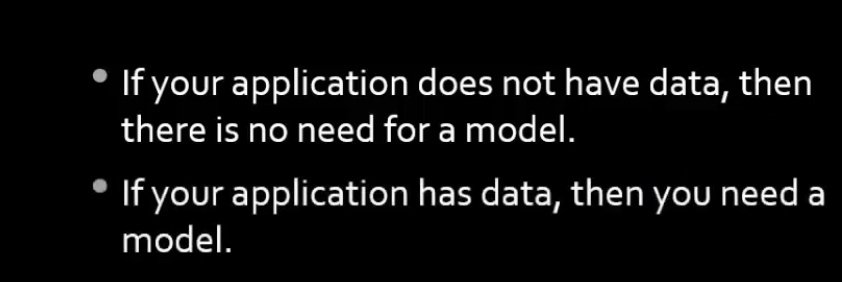 • If your application does not have data, then
there is no need for a model.
• If your application has data, then you need a
model.